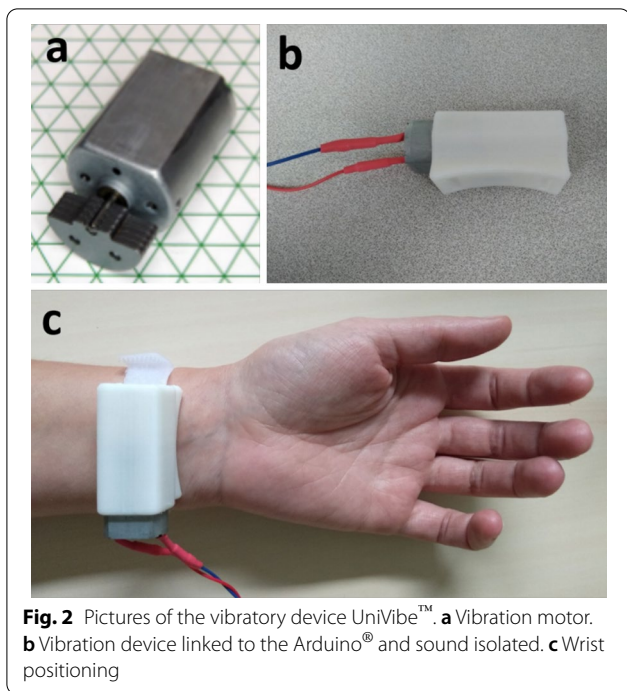 a
b
c
Fig. 2 Pictures of the vibratory device UniVibe™. a Vibration motor.
b Vibration device linked to the Arduino® and sound isolated. c Wrist
positioning